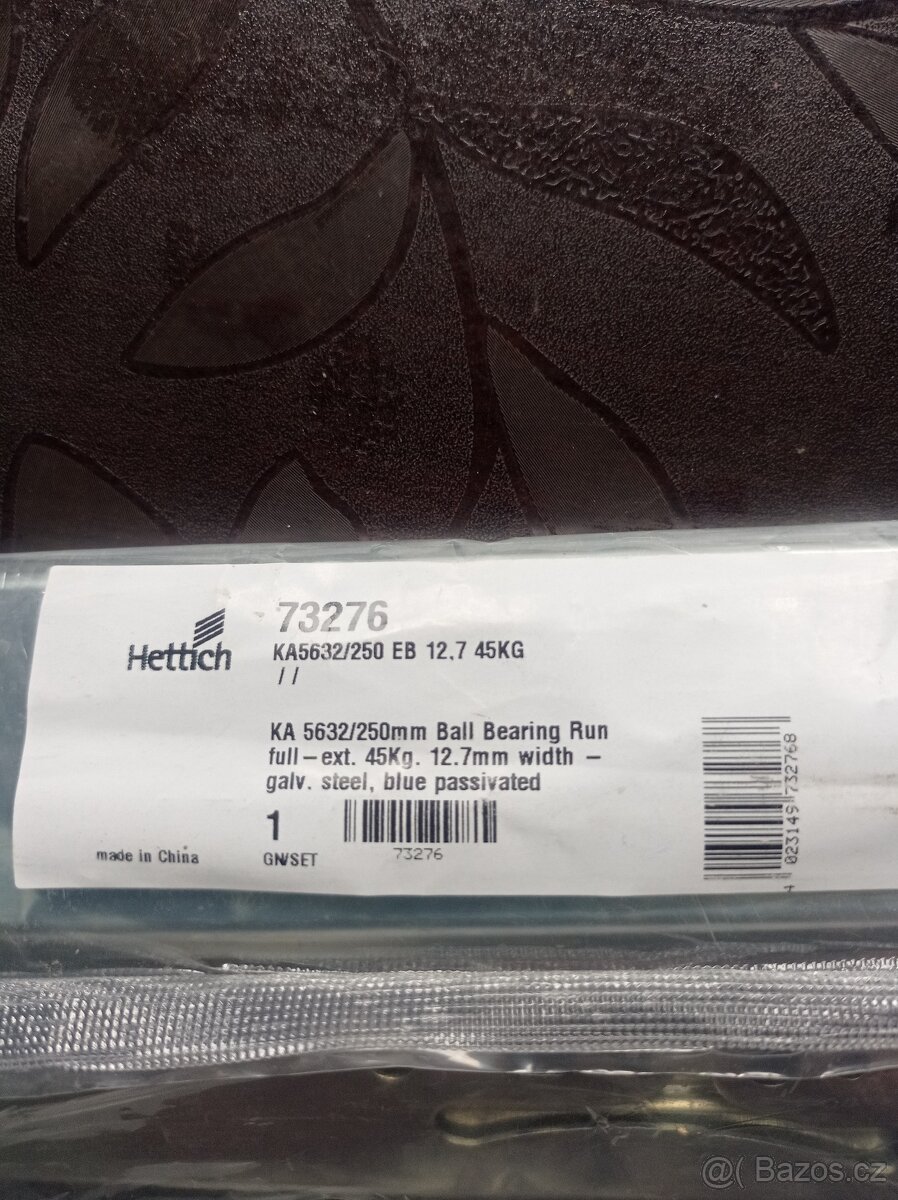 Hettich
73276
KA5632/250 EB 12,7 45KG
//
KA 5632/250mm Ball Bearing Run
full-ext. 45Kg. 12.7mm width -
galv. steel, blue passivated
1
GN/SET
73276
made in China
4 023149 732768
@( Bazos.cz